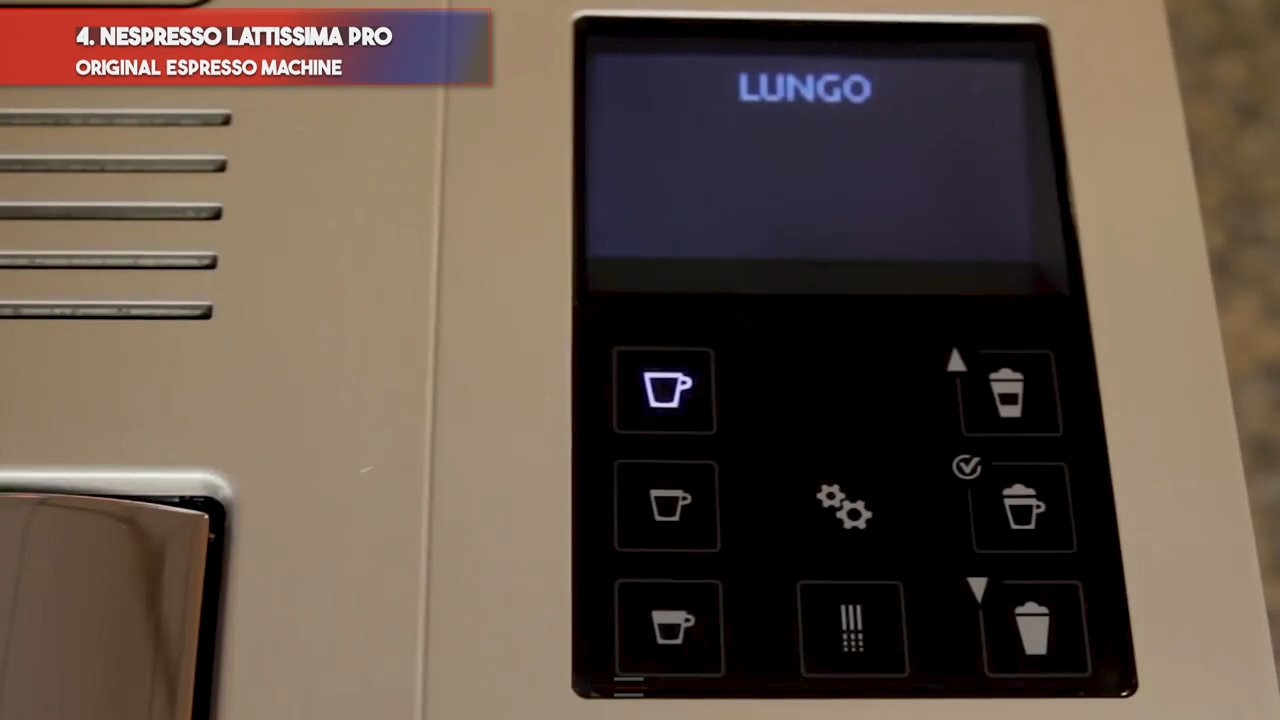 4. NESPRESSO LATTISSIMA PRO
ORIGINAL ESPRESSO MACHINE
LUNGO